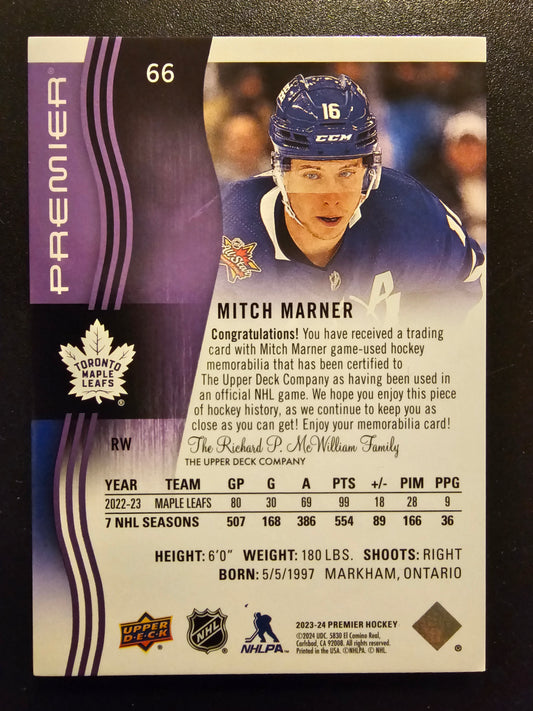 66
PREMIER®
16
CCM
16
A
All-Star
MITCH MARNER
Congratulations! You have received a trading
card with Mitch Marner game-used hockey
memorabilia that has been certified to
The Upper Deck Company as having been used in
an official NHL game. We hope you enjoy this piece
of hockey history, as we continue to keep you as
close as you can get! Enjoy your memorabilia card!
The Richard P. McWilliam Family
THE UPPER DECK COMPANY
TORONTO
MAPLE
LEAFS
®
RW
YEAR TEAM GP G A PTS +/- PIM PPG
2022-23 MAPLE LEAFS 80 30 69 99 18 28 9
7 NHL SEASONS 507 168 386 554 89 166 36
HEIGHT: 6'0" WEIGHT: 180 LBS. SHOOTS: RIGHT
BORN: 5/5/1997 MARKHAM, ONTARIO
UPPER
DECK
NHL
NHLPA
2023-24 PREMIER HOCKEY
©2024 UDC. 5830 El Camino Real,
Carlsbad, CA 92008. All rights reserved.
Printed in the USA. ©NHLPA. © NHL.
®